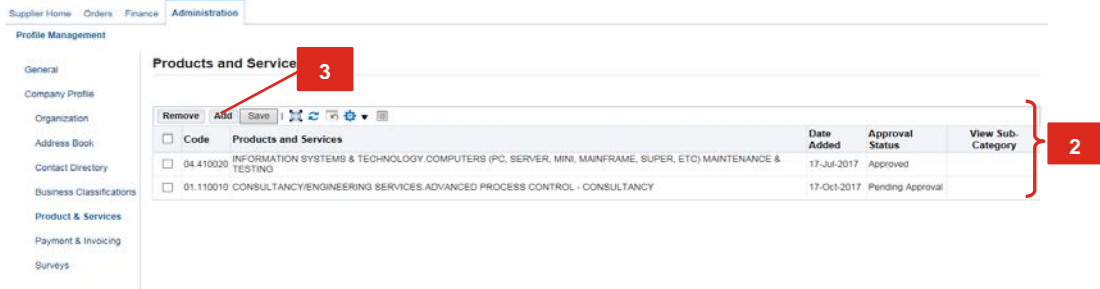 Supplier Home Orders Finance Administration
Profile Management
General
Company Profile
Organization
Address Book
Contact Directory
Business Classifications
Product & Services
Payment & Invoicing
Surveys
Products and Service
3
Remove Add Save
Code Products and Services Date Added Approval Status View Sub-Category
04.410020 INFORMATION SYSTEMS & TECHNOLOGY.COMPUTERS (PC, SERVER, MINI, MAINFRAME, SUPER, ETC) MAINTENANCE &
TESTING 17-Jul-2017 Approved
01.110010 CONSULTANCY/ENGINEERING SERVICES.ADVANCED PROCESS CONTROL - CONSULTANCY 17-Oct-2017 Pending Approval
2